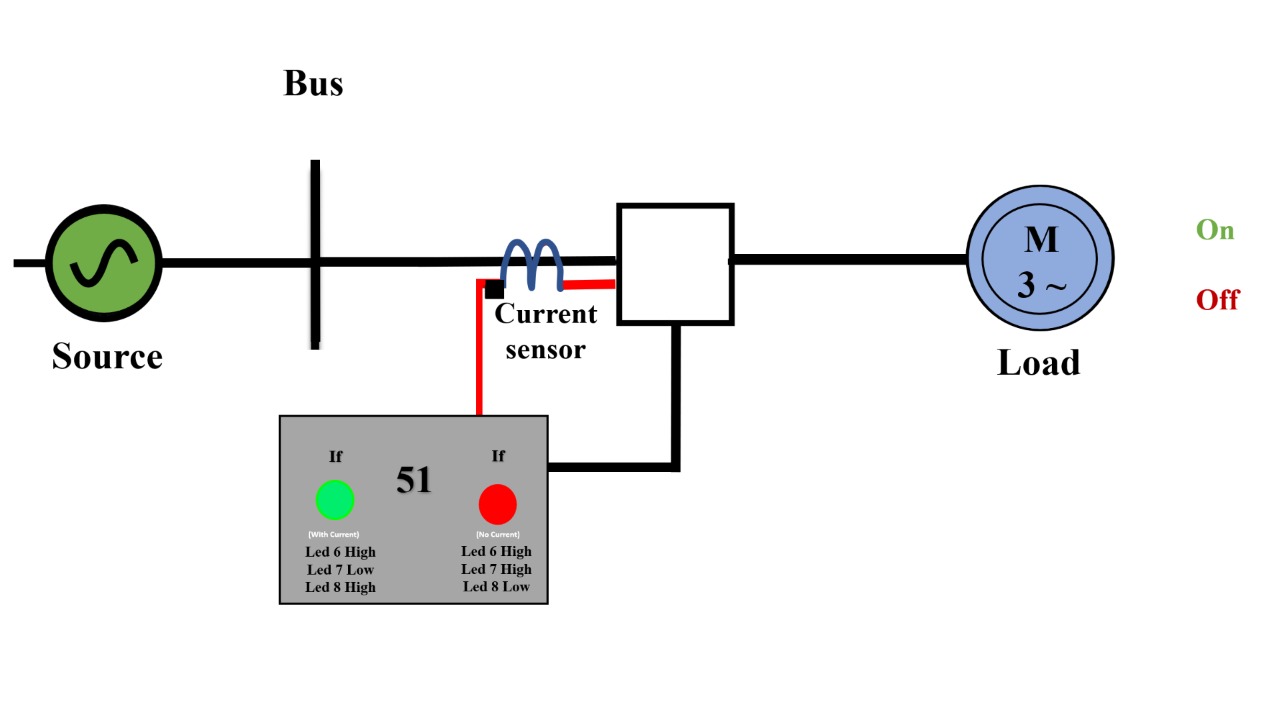 Bus
M
3 ~
On
Off
Source
Current
sensor
Load
If
51
If
(With Current)
Led 6 High
Led 7 Low
Led 8 High
(No Current)
Led 6 High
Led 7 High
Led 8 Low